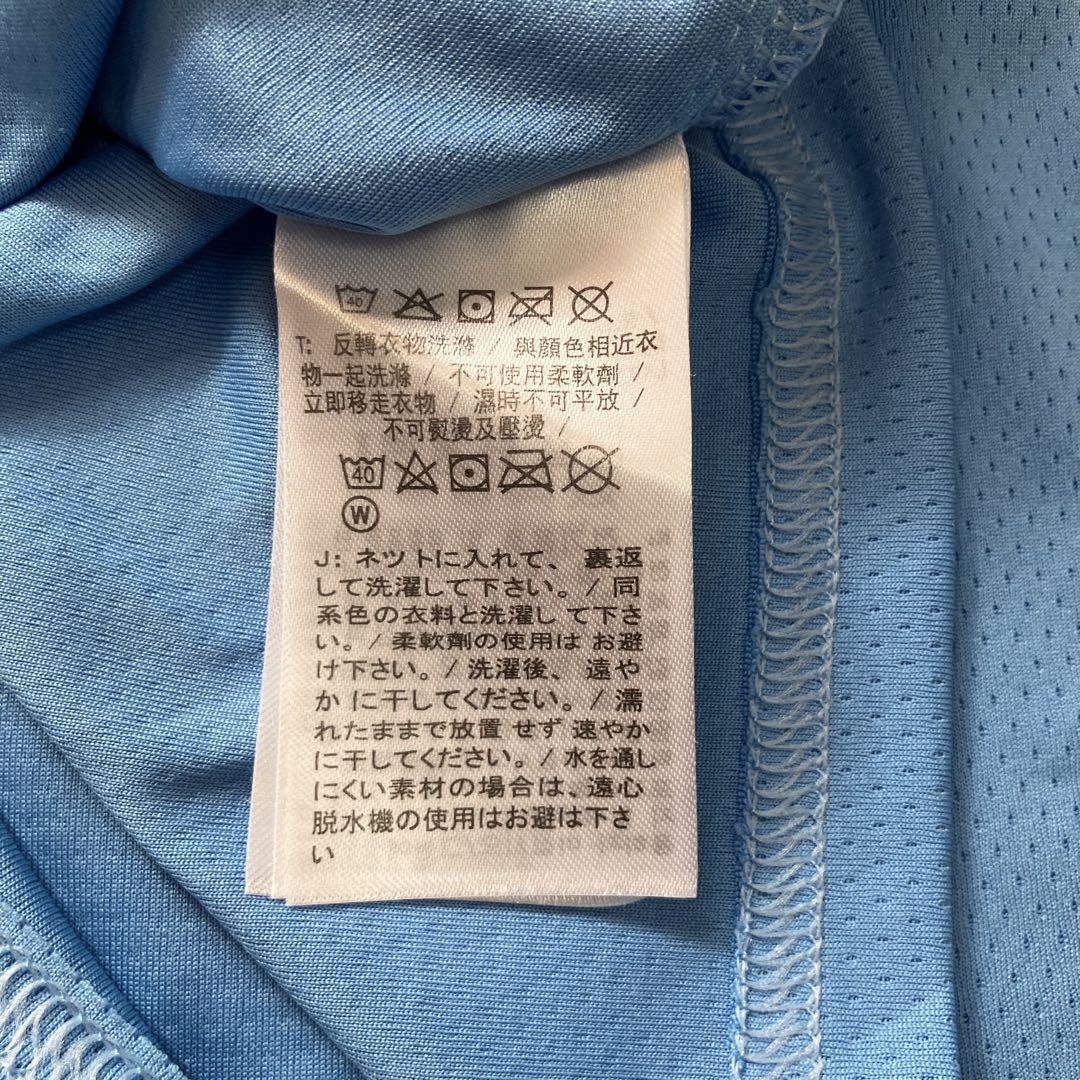 40
T: 反轉衣物洗滌 / 與顏色相近衣
物一起洗滌 / 不可使用柔軟劑 /
立即移走衣物 / 濕時不可平放 /
不可熨燙及壓燙 /
40
W
J: ネツトに入れて、 裏返
して洗濯して下さい。/ 同
系色の衣料と洗濯し て下さ
い。/ 柔軟剤の使用は お避
け下さい。/ 洗濯後、 遠や
か に干してください。/ 濡
れたままで放置 せず 速やか
に干してください。/ 水を通し
にくい素材の場合は、遠心
脱水機の使用はお避は下さ
い